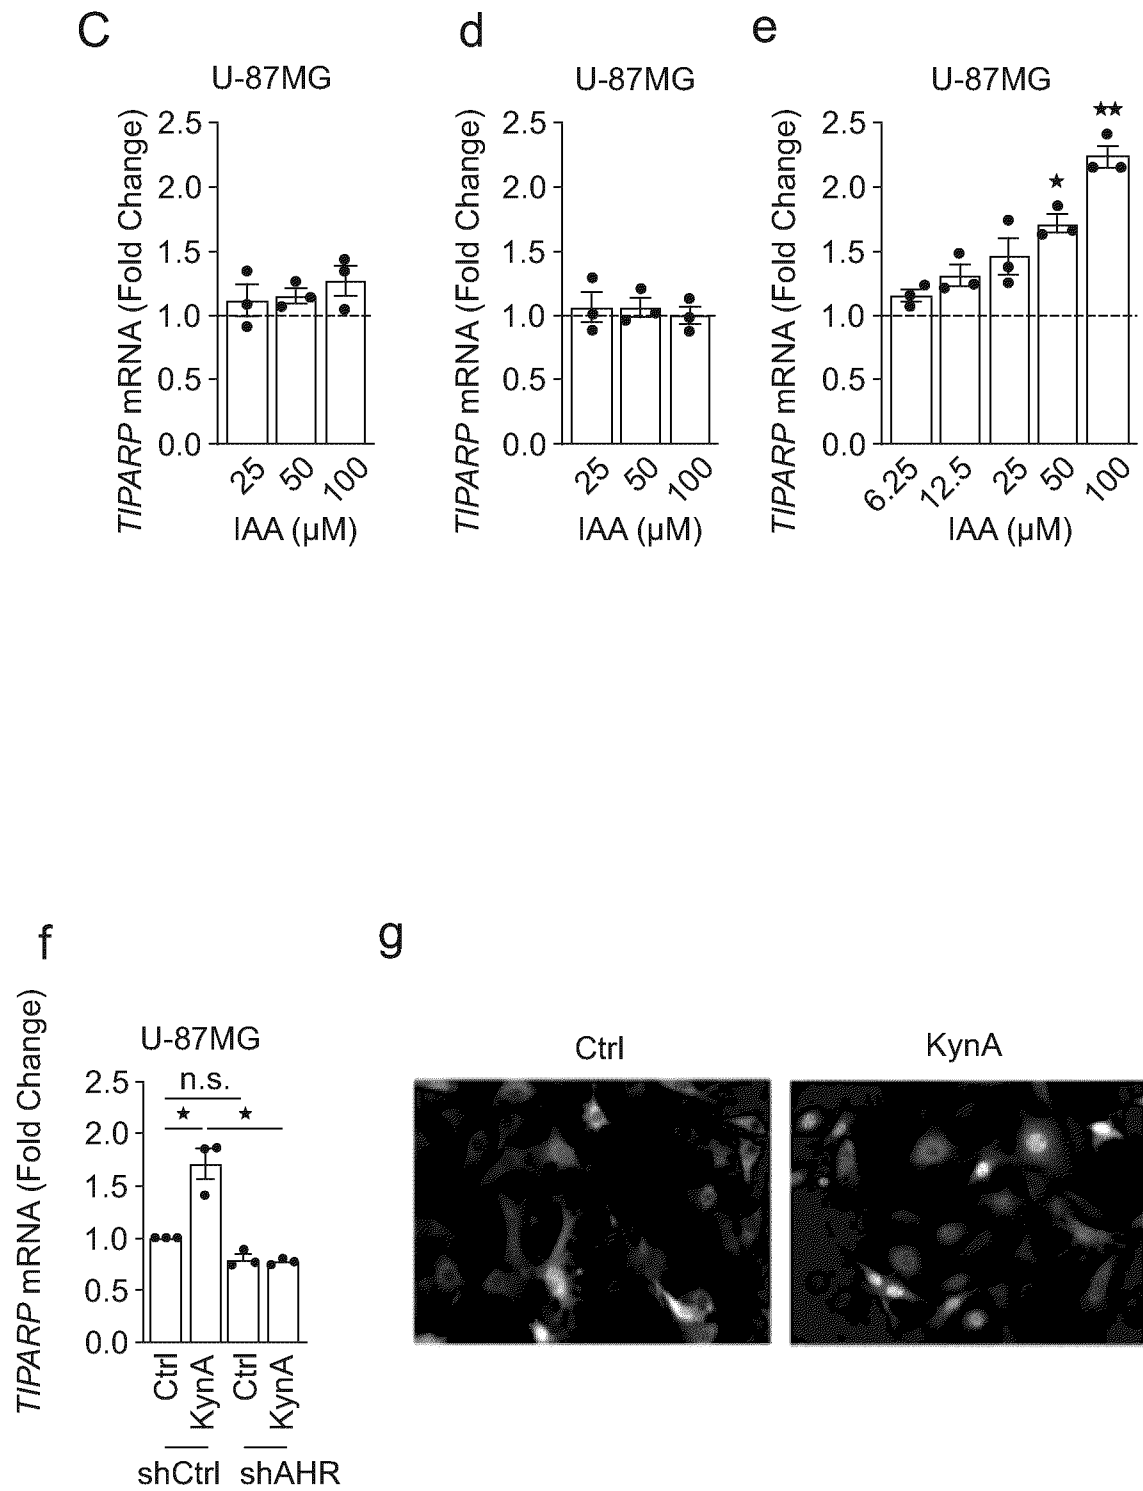 c
U-87MG
TIPARP mRNA (Fold Change)
2.5
2.0
1.5
1.0
0.5
0.0
25
50
100
IAA (µM)
d
U-87MG
TIPARP mRNA (Fold Change)
2.5
2.0
1.5
1.0
0.5
0.0
25
50
100
IAA (µM)
e
U-87MG
TIPARP mRNA (Fold Change)
2.5
2.0
1.5
1.0
0.5
0.0
★
★★
6.25
12.5
25
50
100
IAA (µM)
f
U-87MG
TIPARP mRNA (Fold Change)
2.5
2.0
1.5
1.0
0.5
0.0
n.s.
★ ★
Ctrl
KynA
Ctrl
KynA
shCtrl shAHR
g
Ctrl
KynA